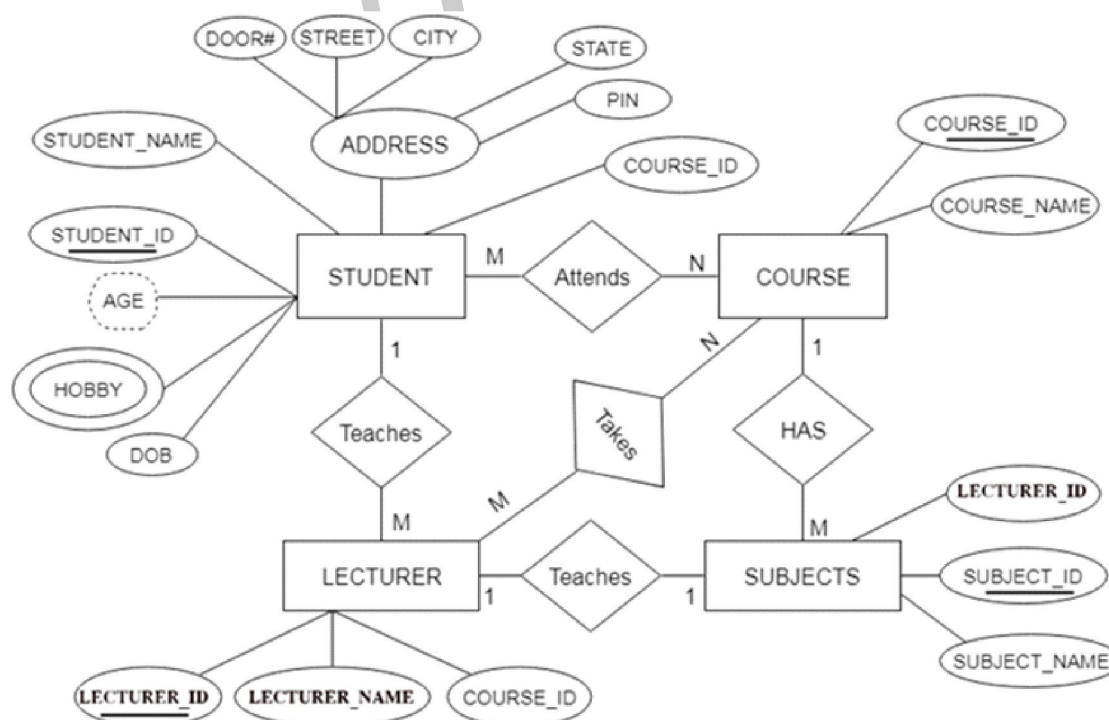 DOOR#
STREET
CITY
STATE
PIN
STUDENT_NAME
ADDRESS
COURSE_ID
COURSE_ID
COURSE_NAME
STUDENT_ID
STUDENT
M
Attends
N
COURSE
AGE
1
N
1
HOBBY
Teaches
Takes
HAS
DOB
M
M
M
LECTURER_ID
LECTURER
1
Teaches
1
SUBJECTS
SUBJECT_ID
SUBJECT_NAME
LECTURER_ID
LECTURER_NAME
COURSE_ID